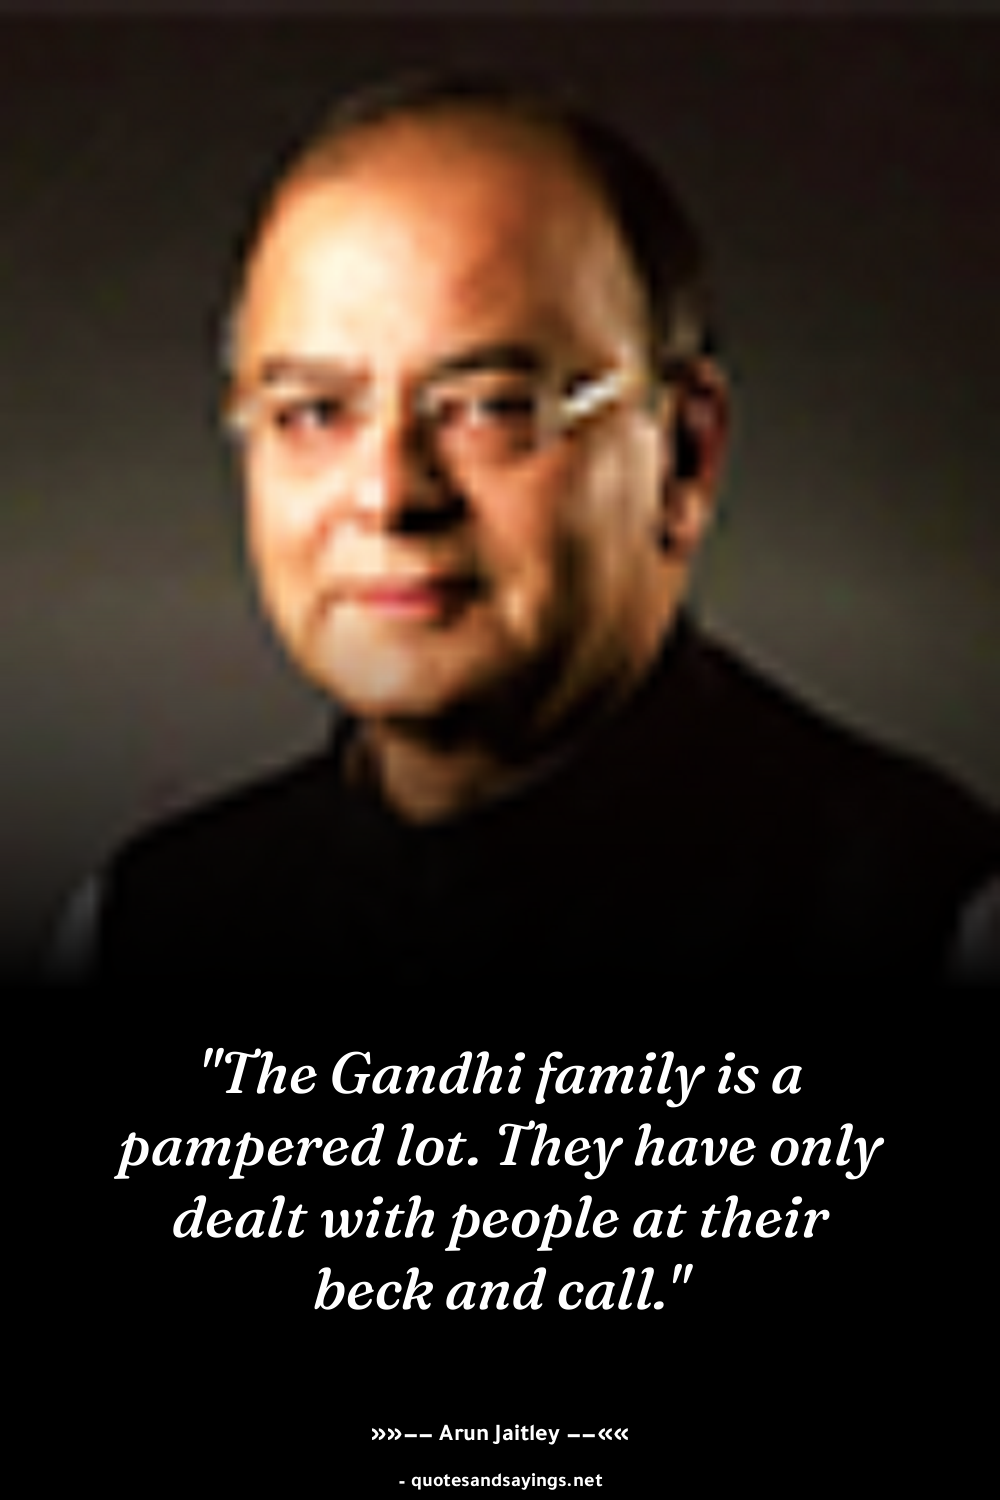 "The Gandhi family is a
pampered lot. They have only
dealt with people at their
beck and call."
»»−− Arun Jaitley −−««
- quotesandsayings.net